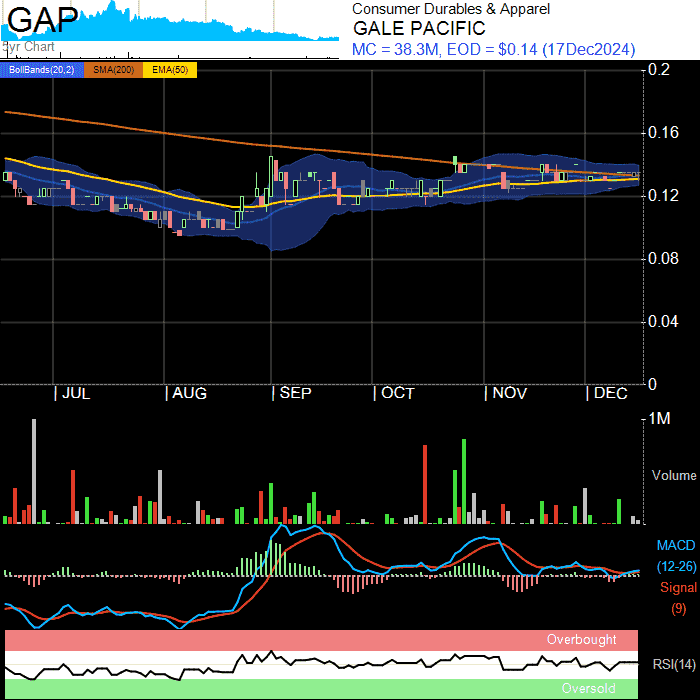 GAP
5yr Chart
Consumer Durables & Apparel
GALE PACIFIC
MC = 38.3M, EOD = $0.14 (17Dec2024)
BollBands(20,2) SMA(200) EMA(50)
0.2
0.16
0.12
0.08
0.04
0
| JUL | AUG | SEP | OCT | NOV | DEC
1M
Volume
MACD
(12-26)
Signal
(9)
Overbought
RSI(14)
Oversold